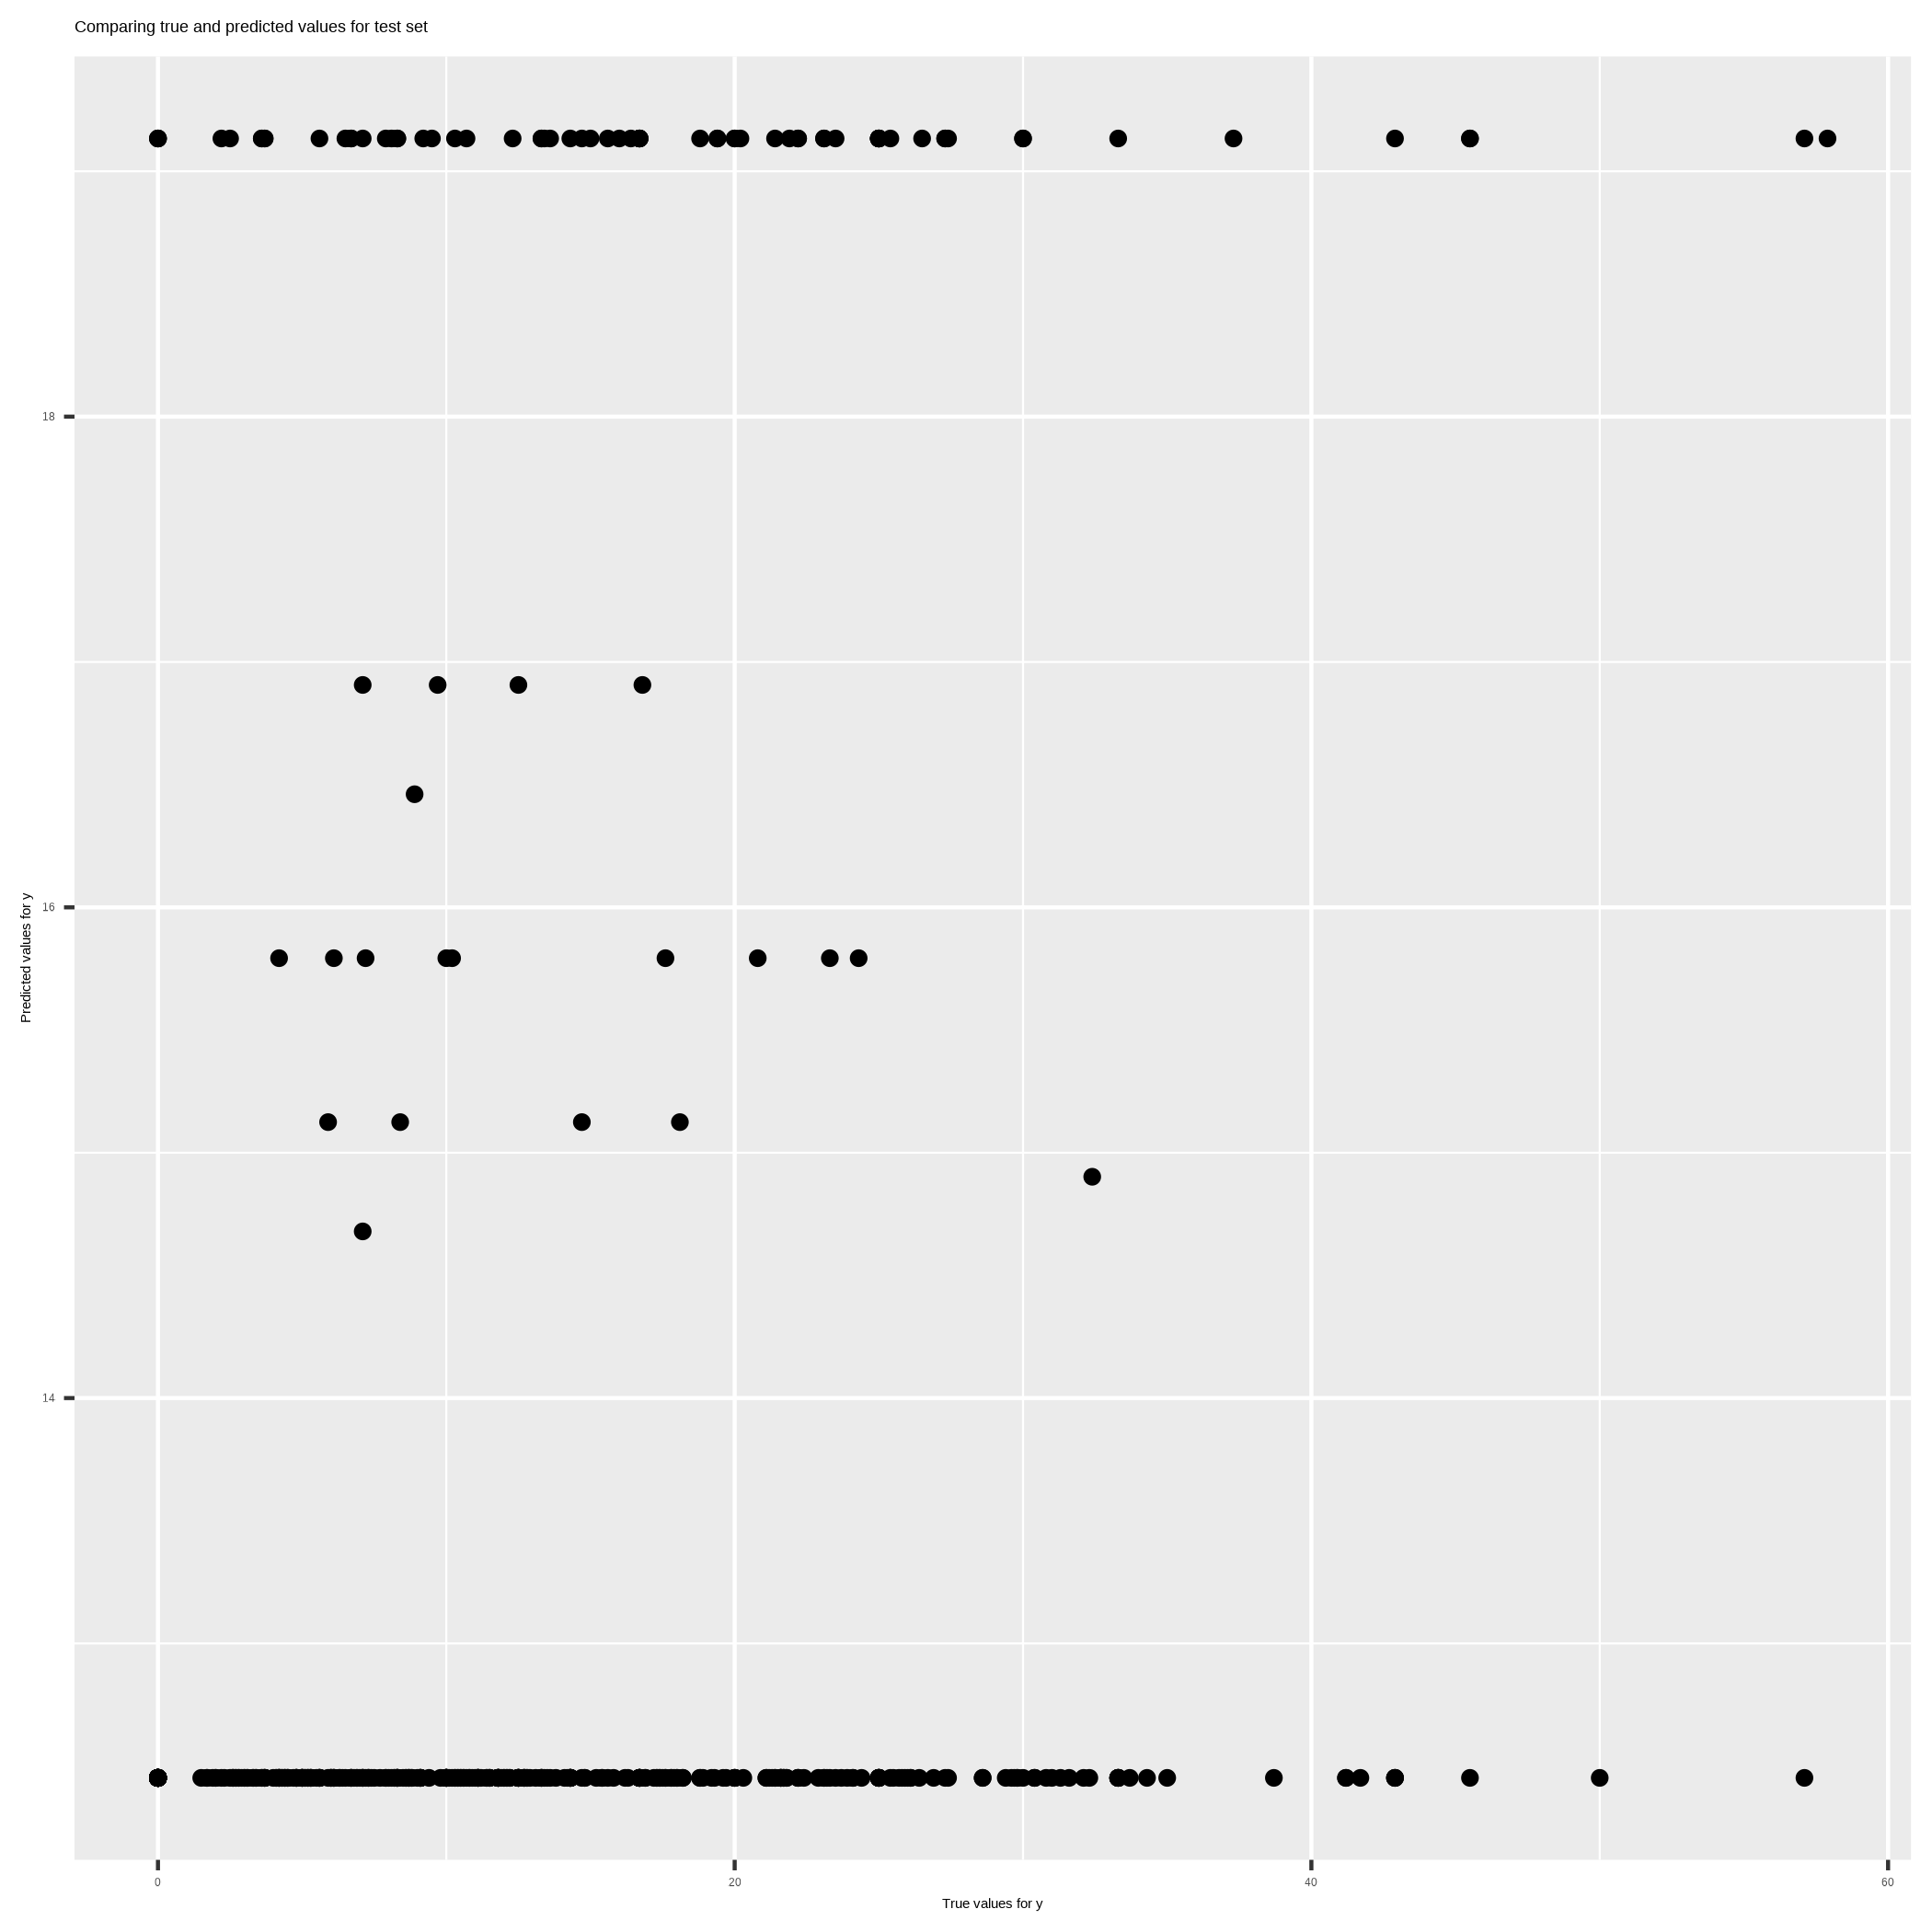 Comparing true and predicted values for test set
18
16
14
Predicted values for y
0 20 40 60
True values for y